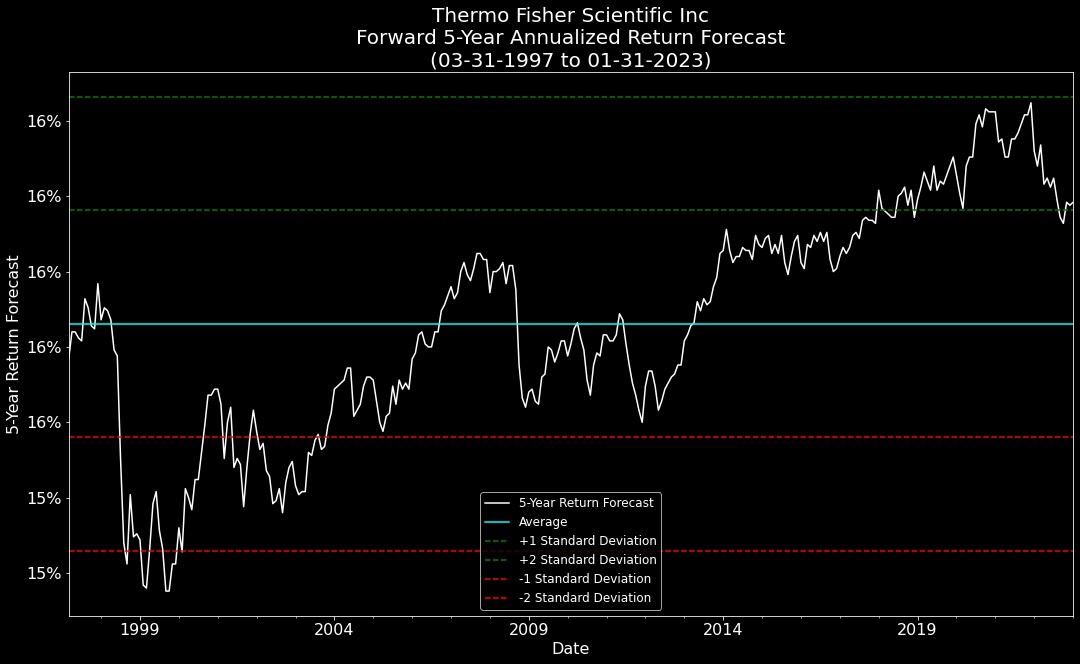 Thermo Fisher Scientific Inc
Forward 5-Year Annualized Return Forecast
(03-31-1997 to 01-31-2023)
16%
16%
16%
16%
16%
15%
15%
5-Year Return Forecast
5-Year Return Forecast
Average
+1 Standard Deviation
+2 Standard Deviation
-1 Standard Deviation
-2 Standard Deviation
1999
2004
2009
2014
2019
Date